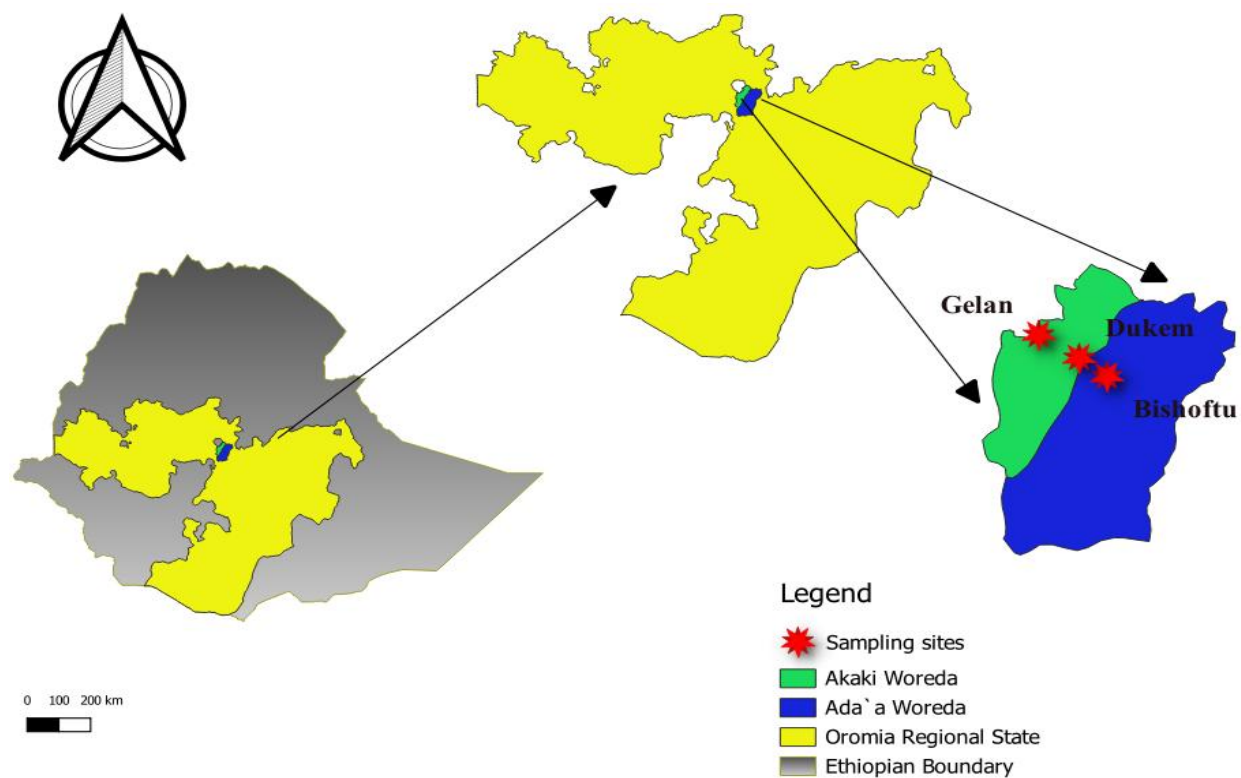 Gelan
Dukem
Bishoftu
Legend
Sampling sites
Akaki Woreda
Ada`a Woreda
Oromia Regional State
Ethiopian Boundary
0 100 200 km